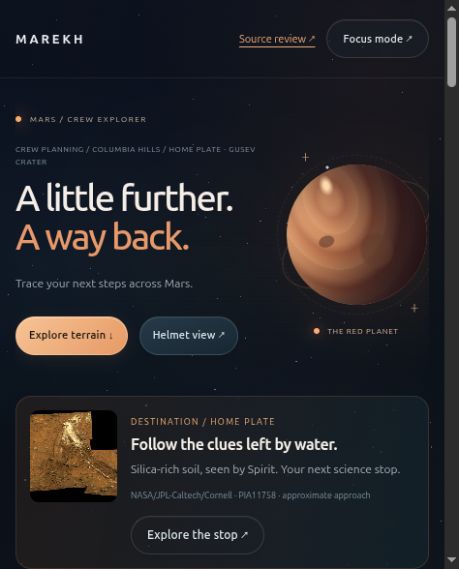 MAREKH
Source review ↗
Focus mode ↗
MARS / CREW EXPLORER
CREW PLANNING / COLUMBIA HILLS / HOME PLATE · GUSEV
CRATER
A little further.
A way back.
Trace your next steps across Mars.
Explore terrain ↓
Helmet view ↗
THE RED PLANET
DESTINATION / HOME PLATE
Follow the clues left by water.
Silica-rich soil, seen by Spirit. Your next science stop.
NASA/JPL-Caltech/Cornell · PIA11758 · approximate approach
Explore the stop ↗